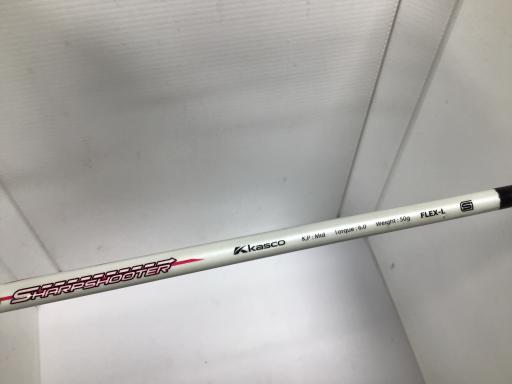 SHARPSHOOTER Kasco K.P : Mid Torque : 6.0 Weight : 50g FLEX-L